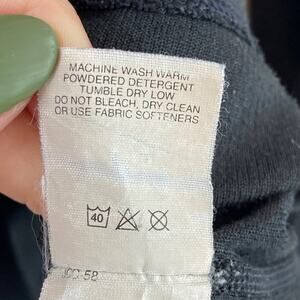 MACHINE WASH WARM
POWDERED DETERGENT
TUMBLE DRY LOW
DO NOT BLEACH, DRY CLEAN
OR USE FABRIC SOFTENERS
40